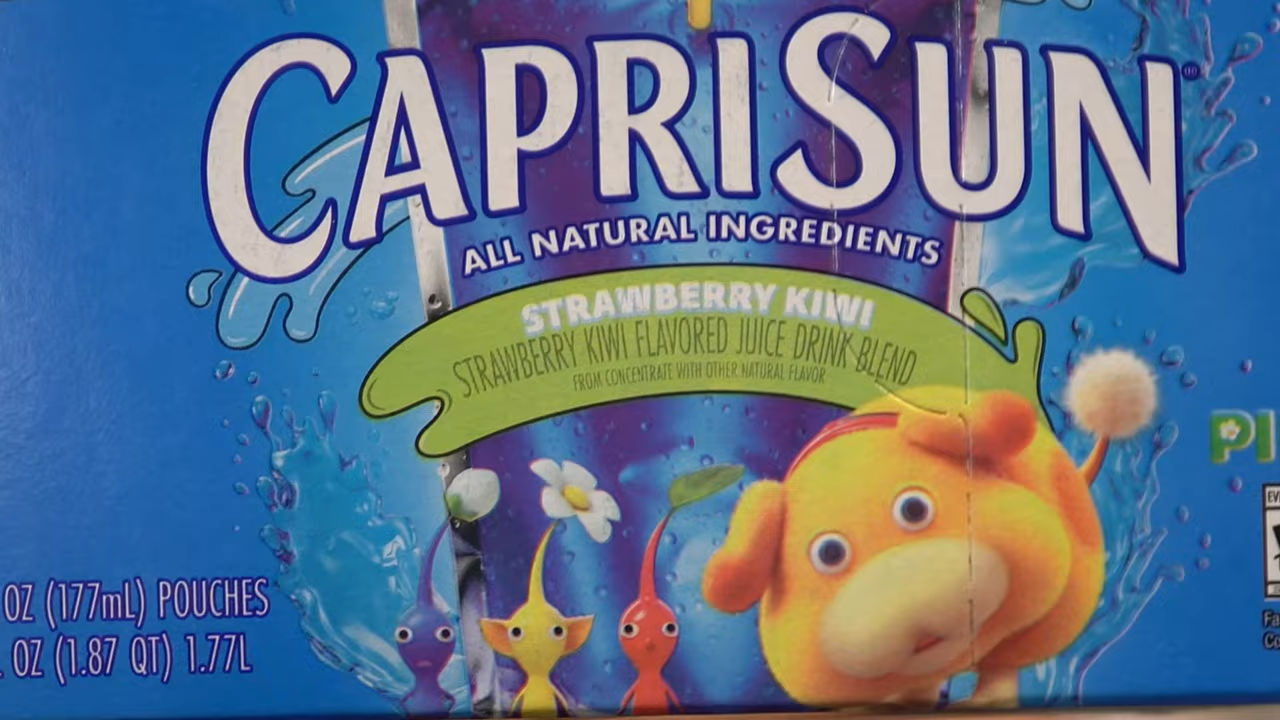 CAPRISUN®
ALL NATURAL INGREDIENTS
STRAWBERRY KIWI
STRAWBERRY KIWI FLAVORED JUICE DRINK BLEND
FROM CONCENTRATE WITH OTHER NATURAL FLAVOR
PI
OZ (177mL) POUCHES
OZ (1.87 QT) 1.77L